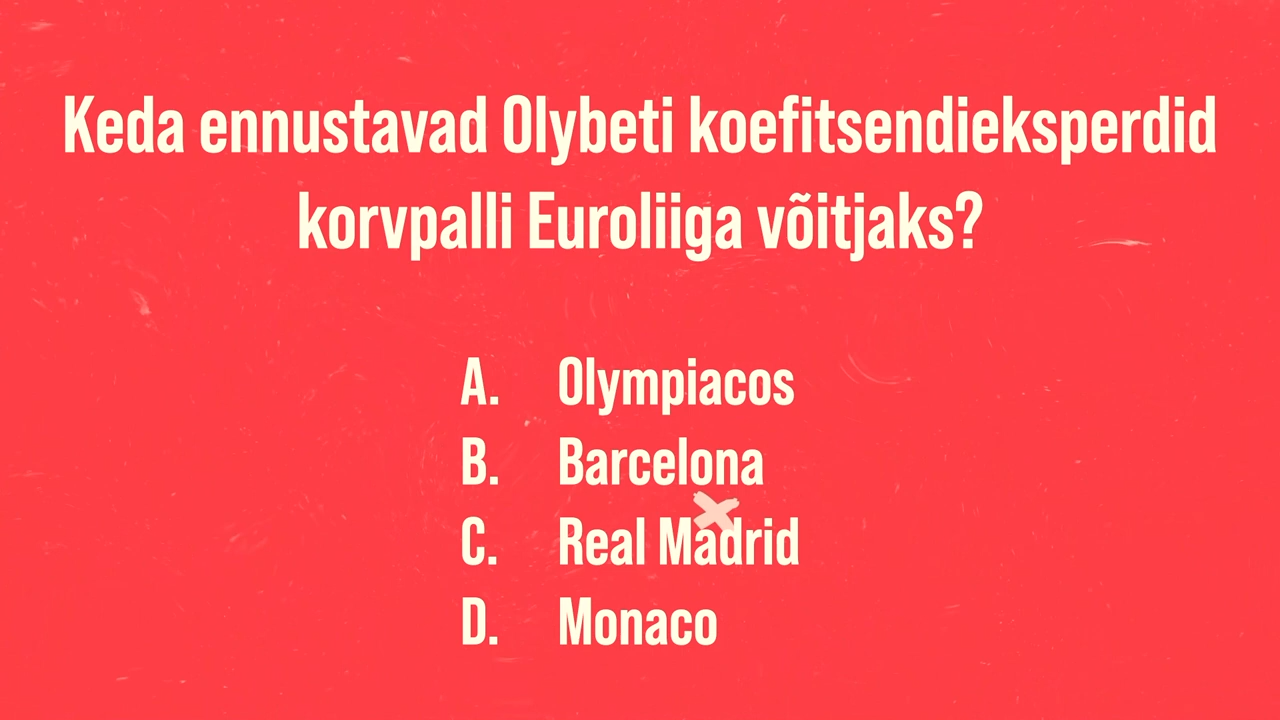 Keda ennustavad Olybeti koefitsendieksperdid
korvpalli Euroliiga võitjaks?
A. Olympiacos
B. Barcelona
C. Real Madrid
D. Monaco